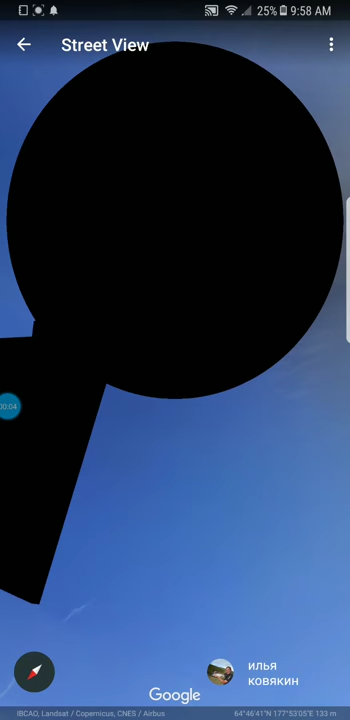 25% 9:58 AM
Street View
00:04
илья
ковякин
Google
IBCAO, Landsat / Copernicus, CNES / Airbus 64°46'41"N 177°53'05"E 133 m